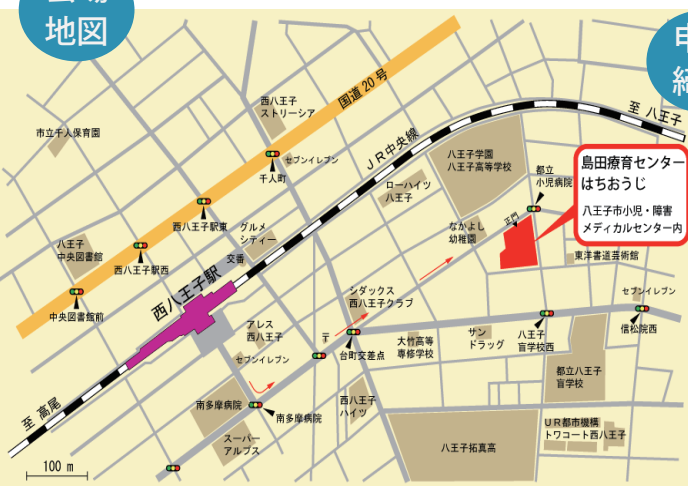 地図
国道20号
西八王子
ストリーシア
セブンイレブン
千人町
市立千人保育園
JR中央線
至 八王子
八王子学園
八王子高等学校
ローハイツ
八王子
都立
小児病院
島田療育センター
はちおうじ
八王子市小児・障害
メディカルセンター内
西八王子駅東
グルメ
シティー
交番
なかよし
幼稚園
正門
東洋書道芸術館
八王子
中央図書館
西八王子駅西
中央図書館前
西八王子駅
シダックス
西八王子クラブ
セブンイレブン
信松院西
アレス
西八王子
セブンイレブン
〒
台町交差点
大竹高等
専修学校
サン
ドラッグ
八王子
盲学校西
都立八王子
盲学校
至 高尾
南多摩病院
南多摩病院
西八王子
ハイツ
スーパー
アルプス
八王子拓真高
UR都市機構
トワコート西八王子
100 m